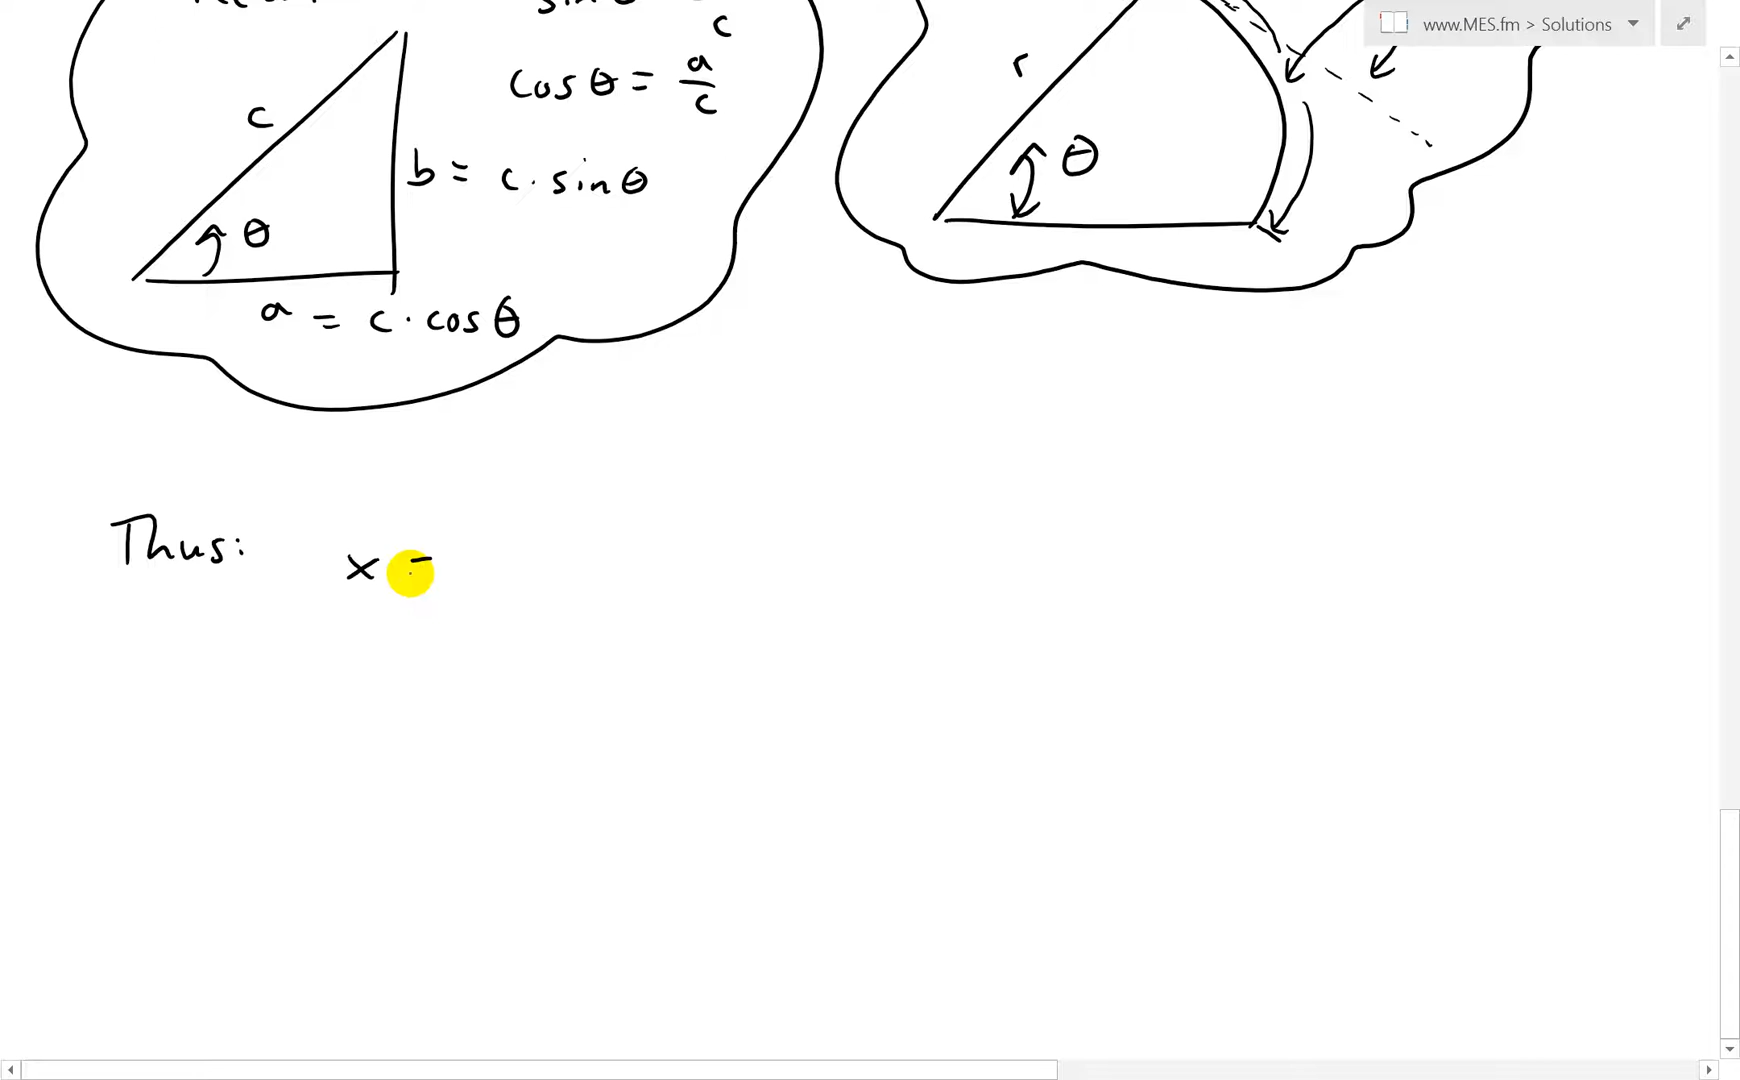 www.MES.fm > Solutions
c
cos θ = a/c
c
b = c · sin θ
θ
a = c · cos θ
r
θ
Thus: x